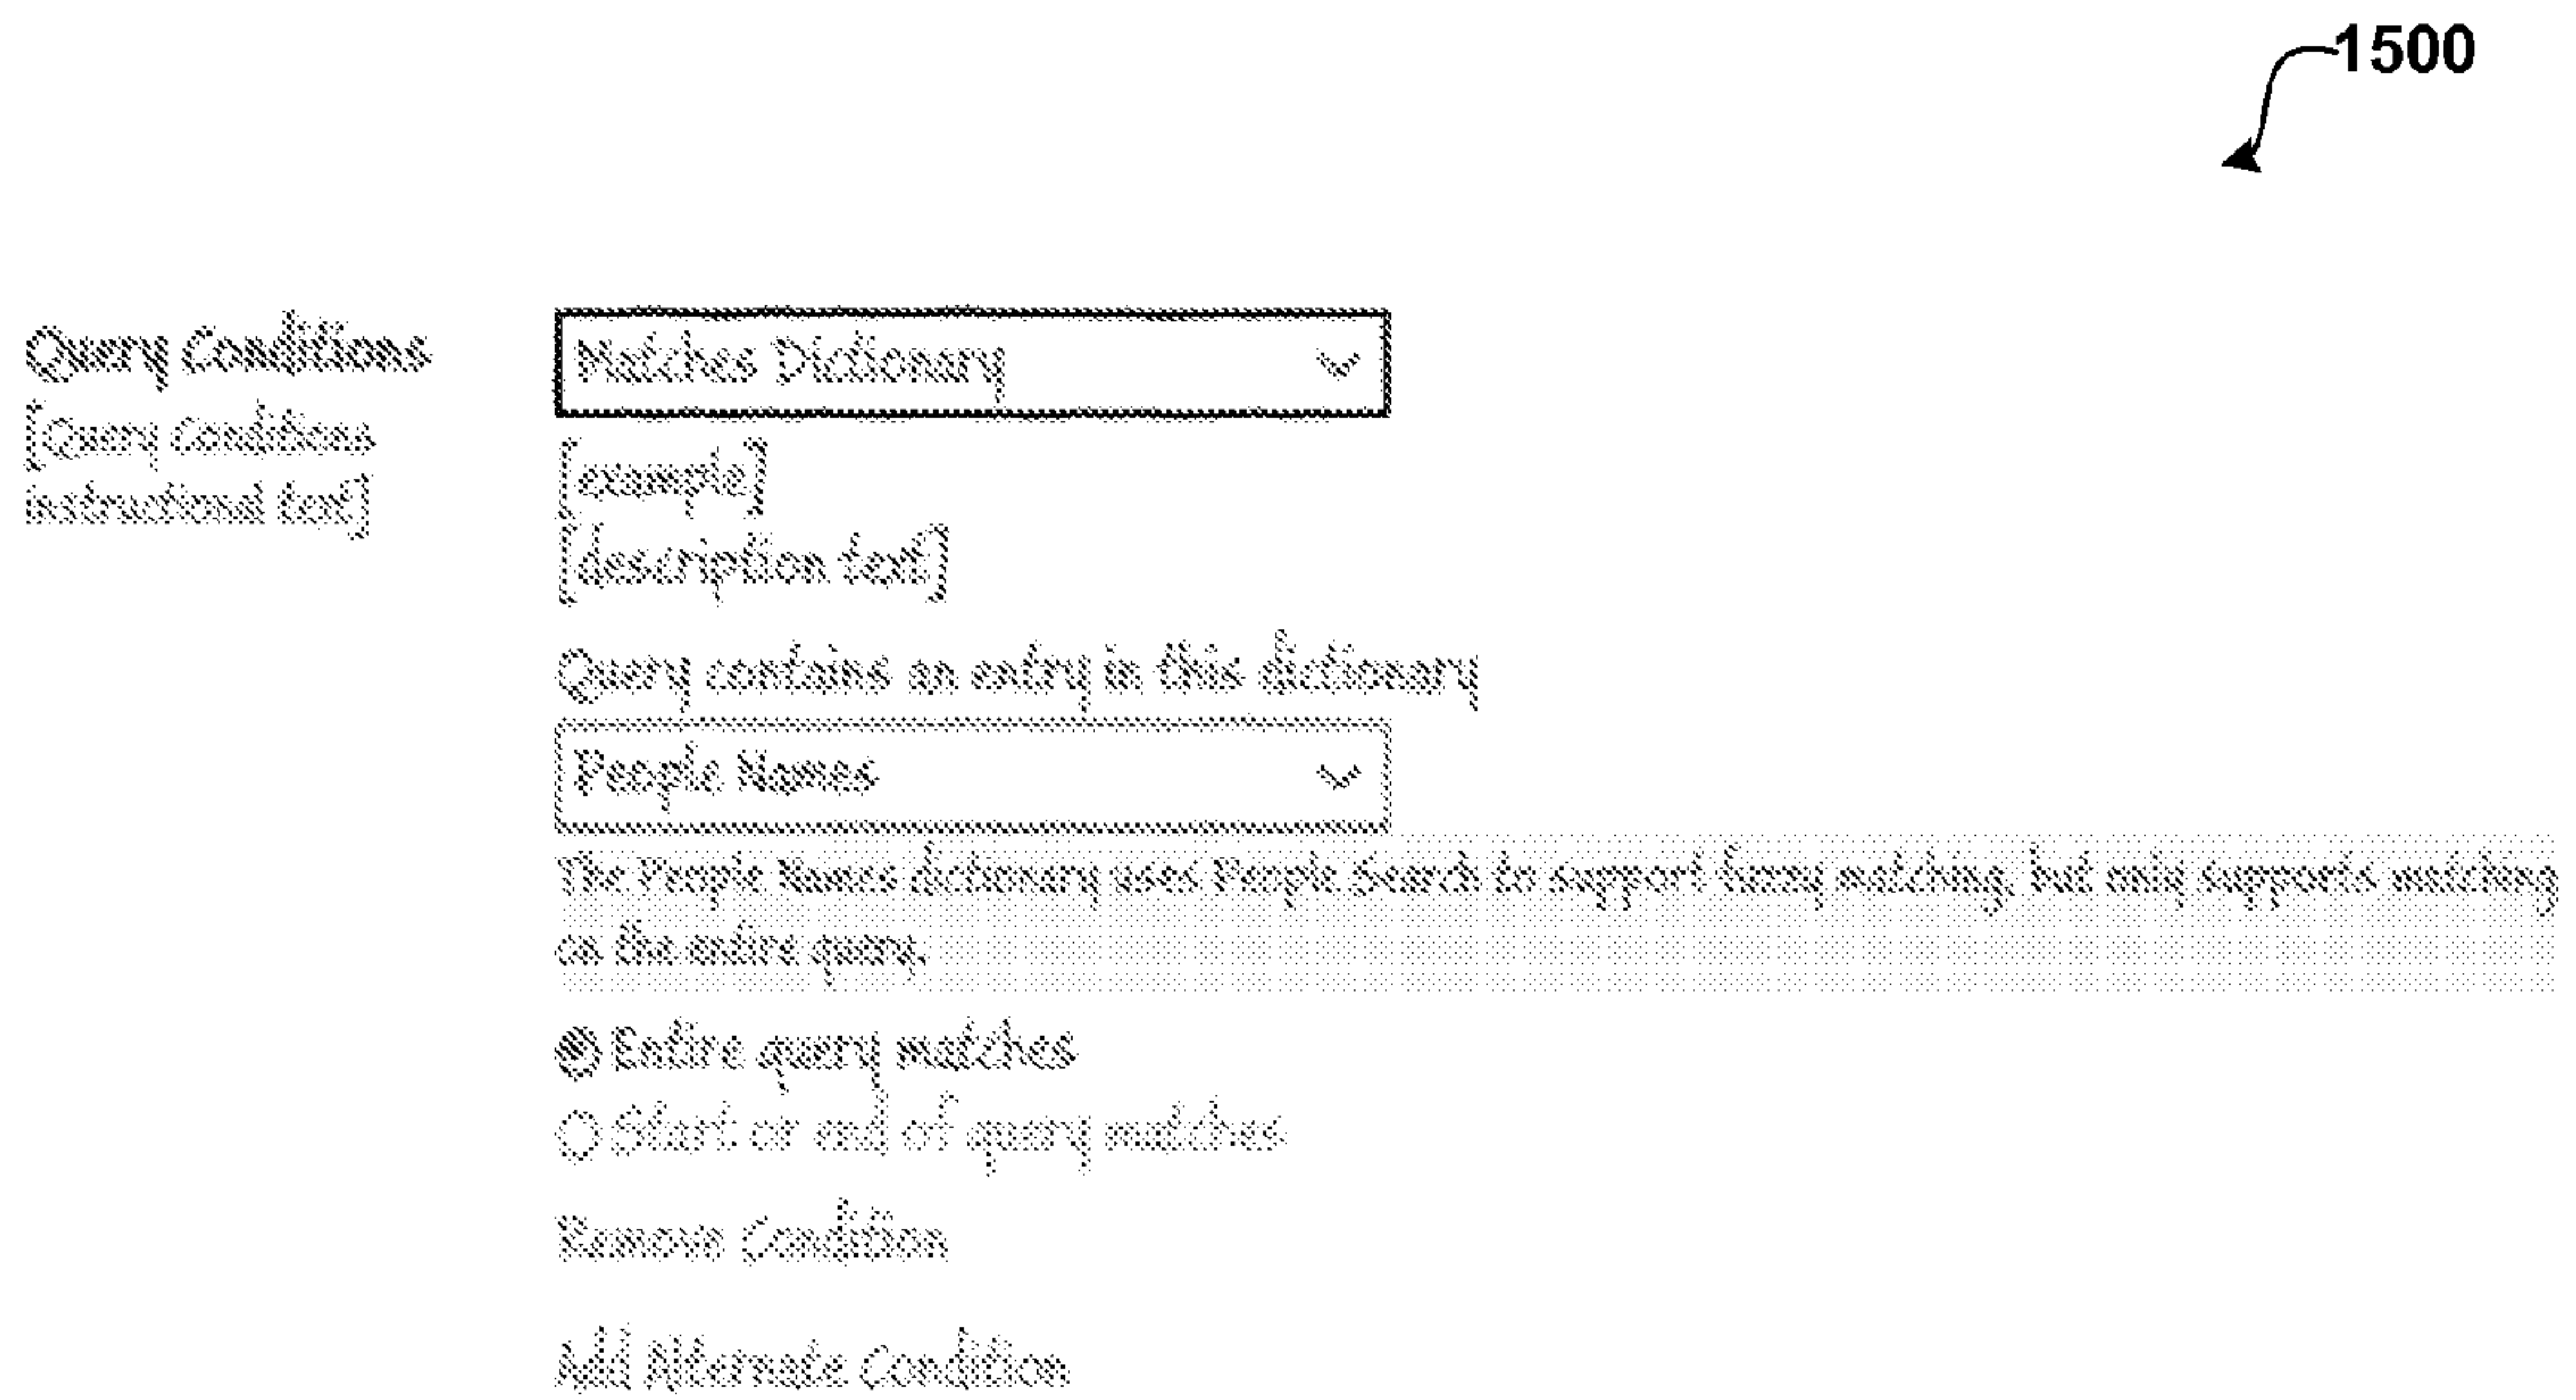 1500
Query Conditions
[Query Conditions
instructional text]
Matches Dictionary
[example]
[description text]
Query contains an entry in this dictionary
People Names
The People Names dictionary uses People Search to support fuzzy matching, but only supports matching
on the entire query.
Entire query matches
Start or end of query matches
Remove Condition
Add Alternate Condition